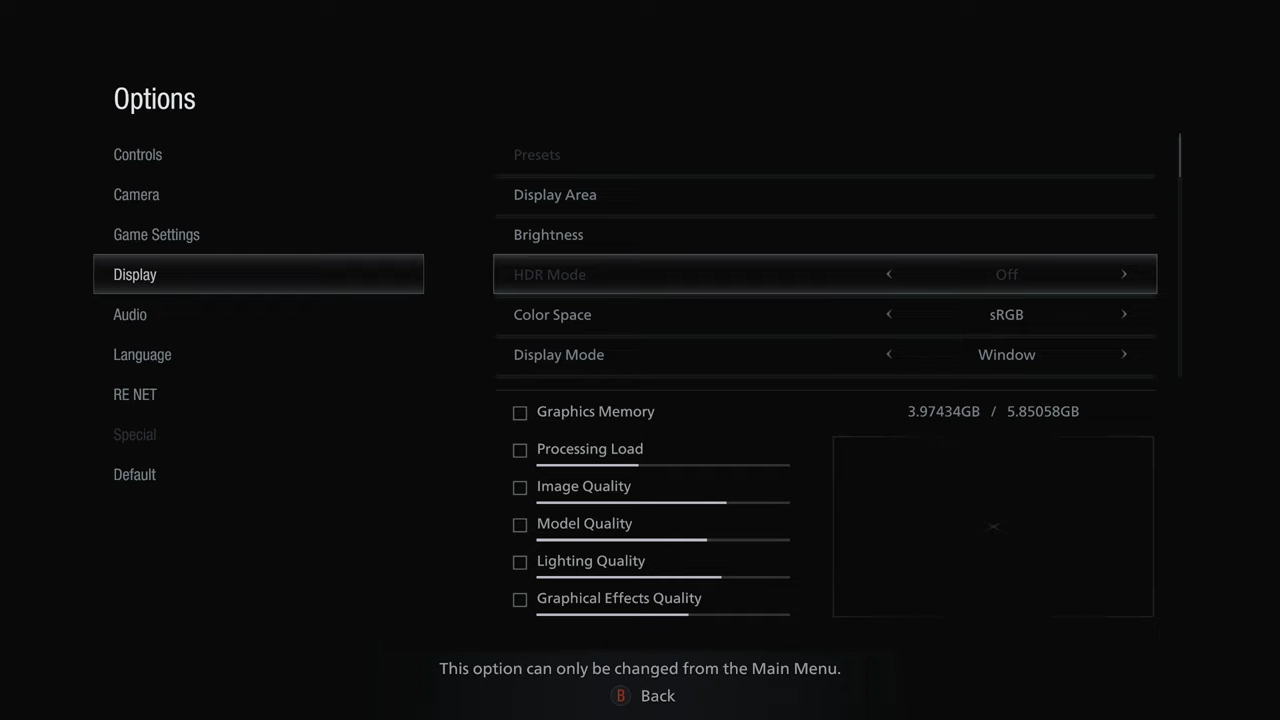 Options
Controls
Camera
Game Settings
Display
Audio
Language
RE NET
Special
Default
Presets
Display Area
Brightness
HDR Mode Off
Color Space sRGB
Display Mode Window
Graphics Memory 3.97434GB / 5.85058GB
Processing Load
Image Quality
Model Quality
Lighting Quality
Graphical Effects Quality
This option can only be changed from the Main Menu.
B Back